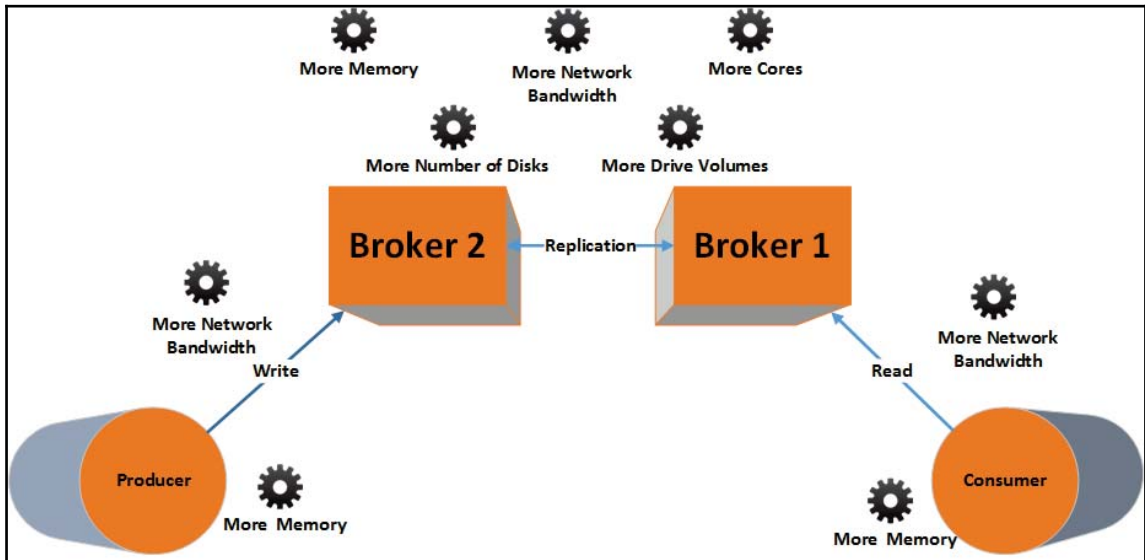 More Memory
More Network
Bandwidth
More Cores
More Number of Disks
More Drive Volumes
Broker 2
Replication
Broker 1
More Network
Bandwidth
More Network
Bandwidth
Write
Read
Producer
Consumer
More Memory
More Memory